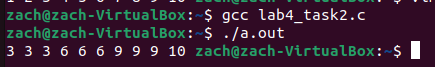 zach@zach-VirtualBox:~$ gcc lab4_task2.c
zach@zach-VirtualBox:~$ ./a.out
3 3 3 6 6 6 9 9 9 10 zach@zach-VirtualBox:~$